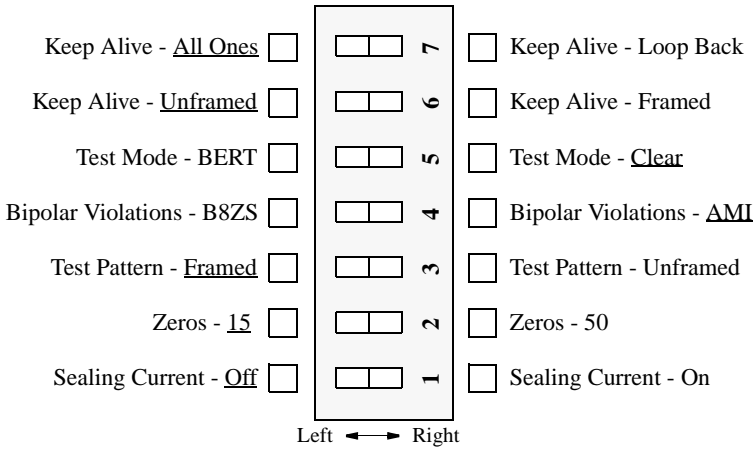 Keep Alive - All Ones 7 Keep Alive - Loop Back
Keep Alive - Unframed 6 Keep Alive - Framed
Test Mode - BERT 5 Test Mode - Clear
Bipolar Violations - B8ZS 4 Bipolar Violations - AMI
Test Pattern - Framed 3 Test Pattern - Unframed
Zeros - 15 2 Zeros - 50
Sealing Current - Off 1 Sealing Current - On
Left Right